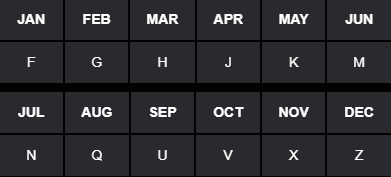 JAN FEB MAR APR MAY JUN
F G H J K M
JUL AUG SEP OCT NOV DEC
N Q U V X Z